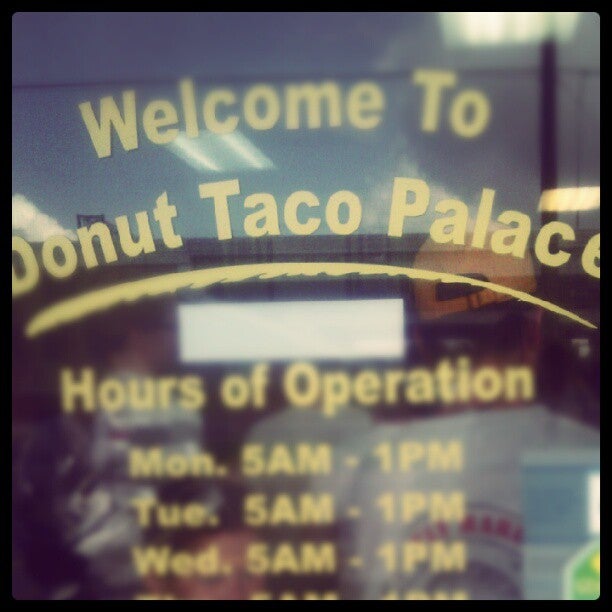 Welcome To
Donut Taco Palace
Hours of Operation
Mon. 5AM - 1PM
Tue. 5AM - 1PM
Wed. 5AM - 1PM